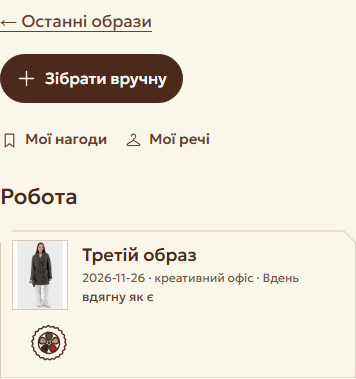 ← Останні образи
+ Зібрати вручну
Мої нагоди
Мої речі
Робота
Третій образ
2026-11-26 · креативний офіс · Вдень
вдягну як є